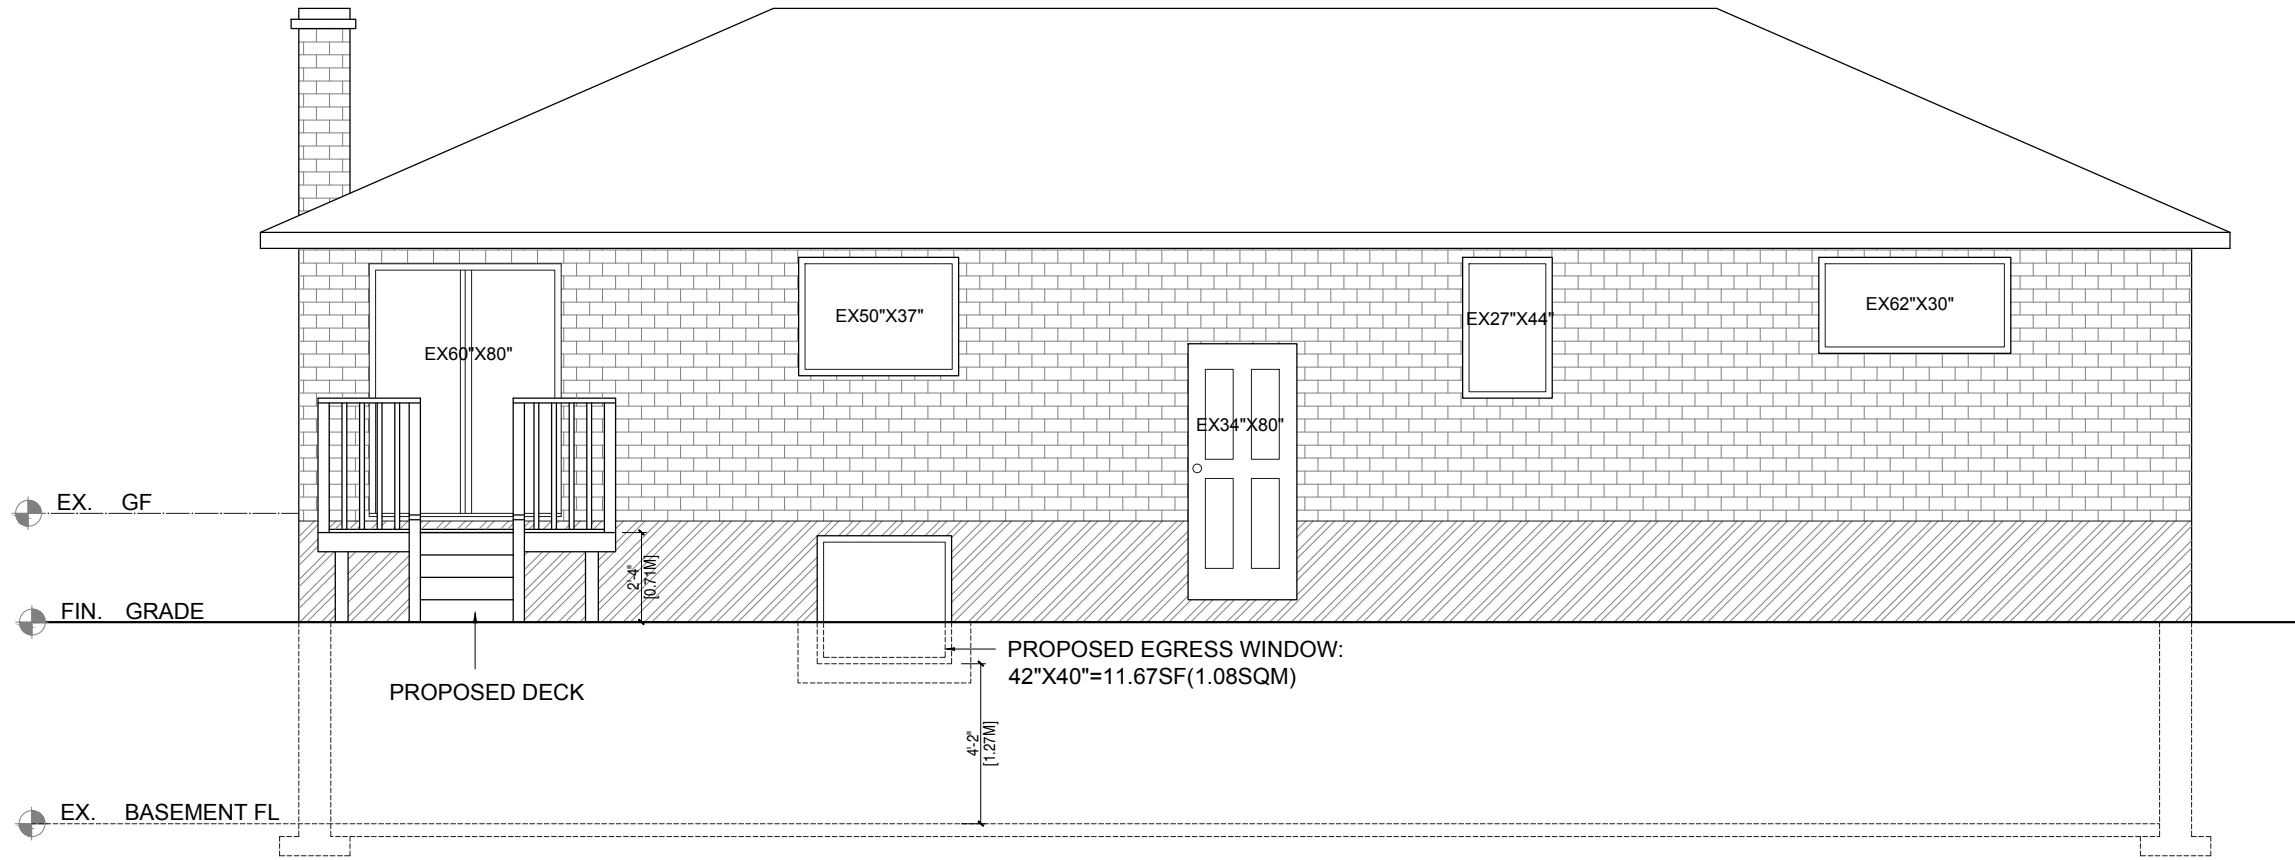 EX50"X37"
EX62"X30"
EX27"X44"
EX60"X80"
EX34"X80"
EX. GF
2'-4"
[0.71M]
FIN. GRADE
PROPOSED EGRESS WINDOW:
42"X40"=11.67SF(1.08SQM)
PROPOSED DECK
4'-2"
[1.27M]
EX. BASEMENT FL